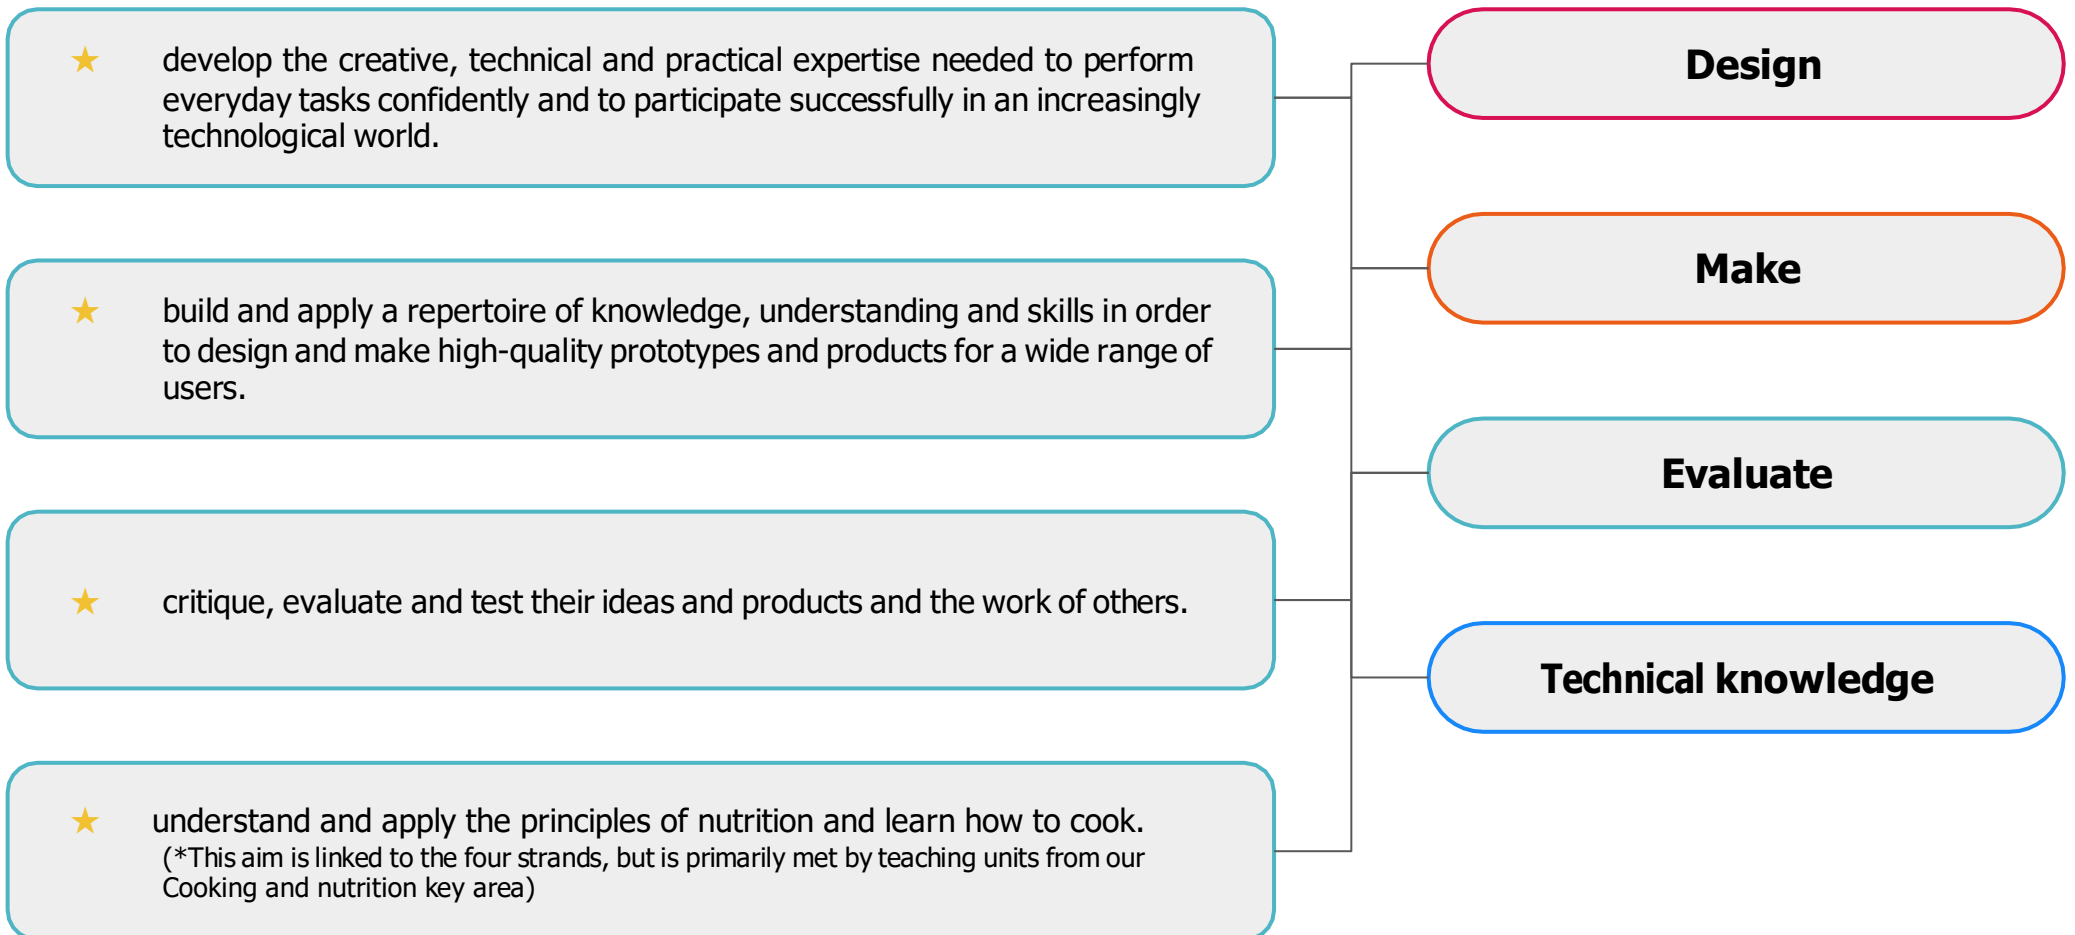 develop the creative, technical and practical expertise needed to perform
everyday tasks confidently and to participate successfully in an increasingly
technological world.
build and apply a repertoire of knowledge, understanding and skills in order
to design and make high-quality prototypes and products for a wide range of
users.
critique, evaluate and test their ideas and products and the work of others.
understand and apply the principles of nutrition and learn how to cook.
(*This aim is linked to the four strands, but is primarily met by teaching units from our
Cooking and nutrition key area)
Design
Make
Evaluate
Technical knowledge